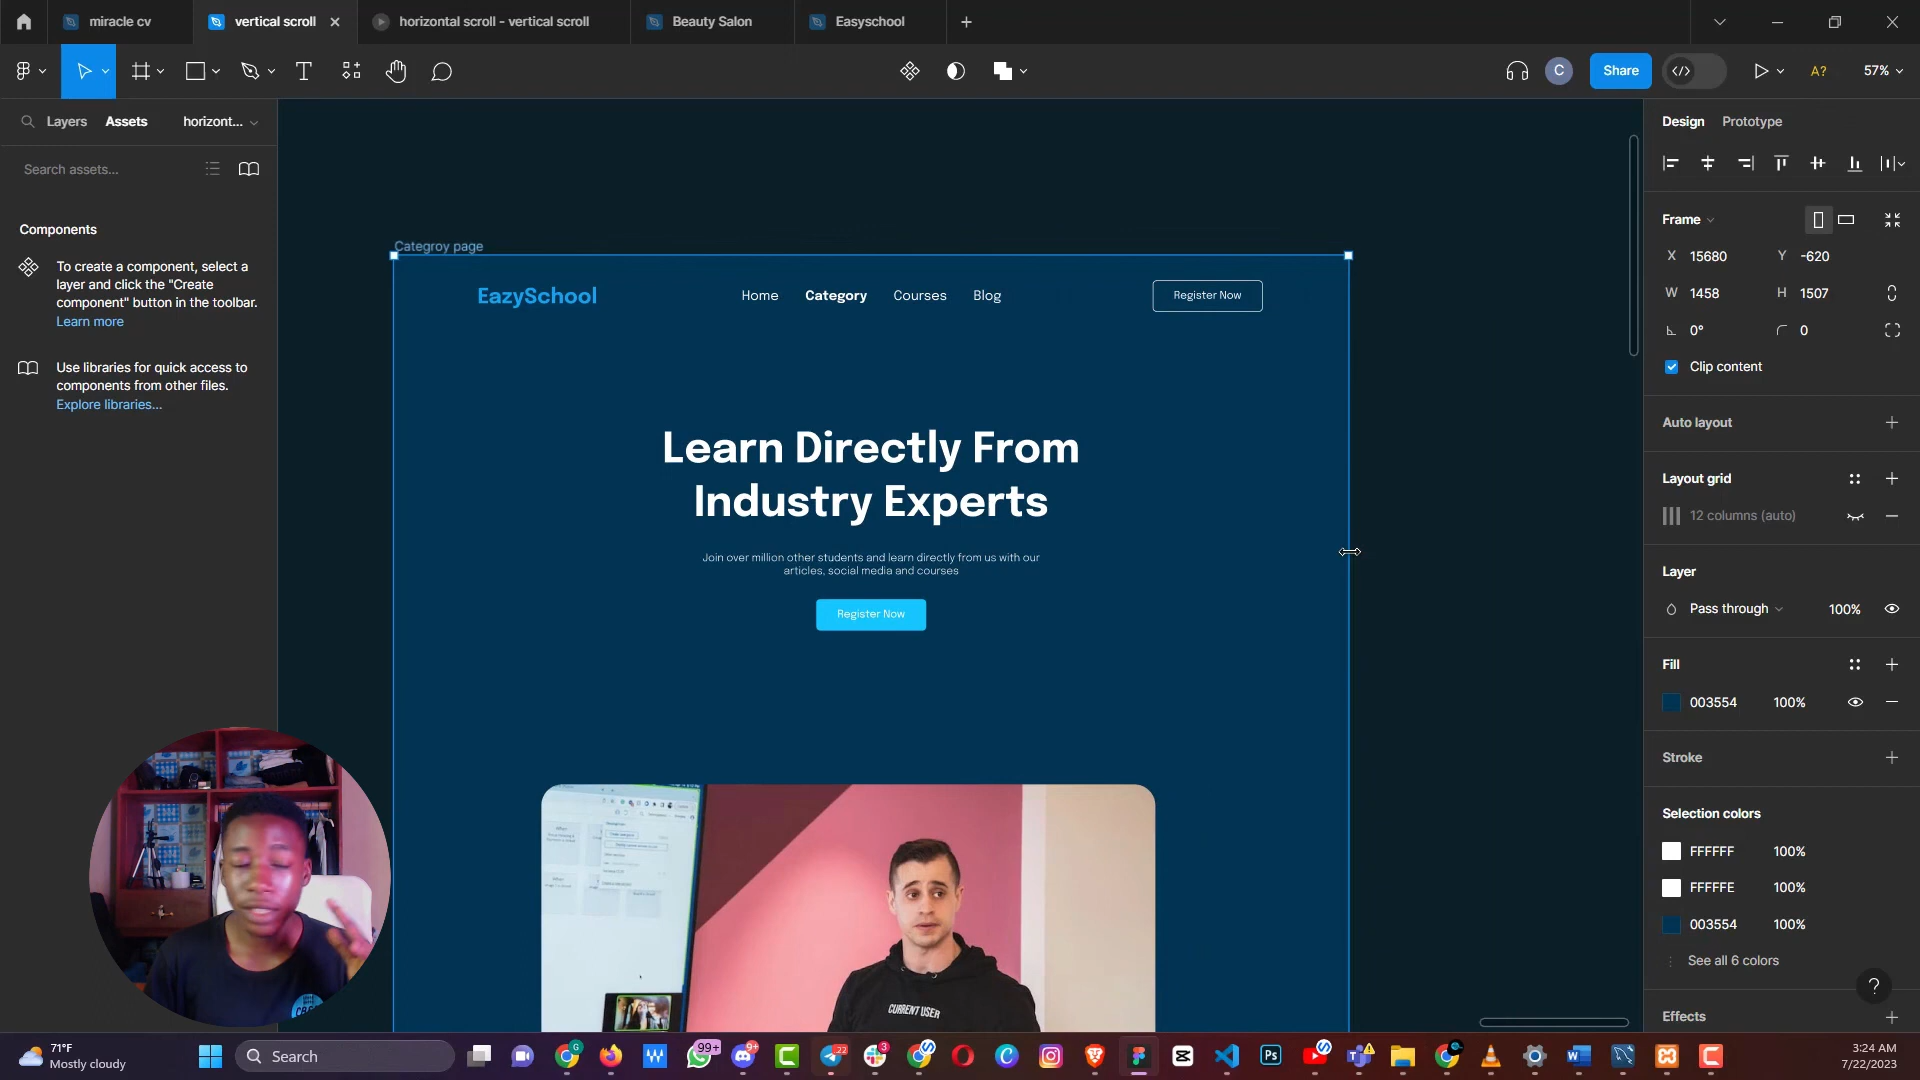 miracle cv
vertical scroll
horizontal scroll - vertical scroll
Beauty Salon
Easyschool
C
Share
A?
57%
Layers
Assets
horizont...
Search assets...
Components
To create a component, select a
layer and click the "Create
component" button in the toolbar.
Learn more
Use libraries for quick access to
components from other files.
Explore libraries...
Categroy page
EazySchool
Home
Category
Courses
Blog
Register Now
Learn Directly From
Industry Experts
Join over million other students and learn directly from us with our
articles, social media and courses
Register Now
CURRENT USER
Design
Prototype
Frame
X 15680
Y -620
W 1458
H 1507
0°
0
Clip content
Auto layout
Layout grid
12 columns (auto)
Layer
Pass through
100%
Fill
003554
100%
Stroke
Selection colors
FFFFFF
100%
FFFFFE
100%
003554
100%
See all 6 colors
Effects
?
71°F
Mostly cloudy
Search
99+
9+
22
3
3:24 AM
7/22/2023